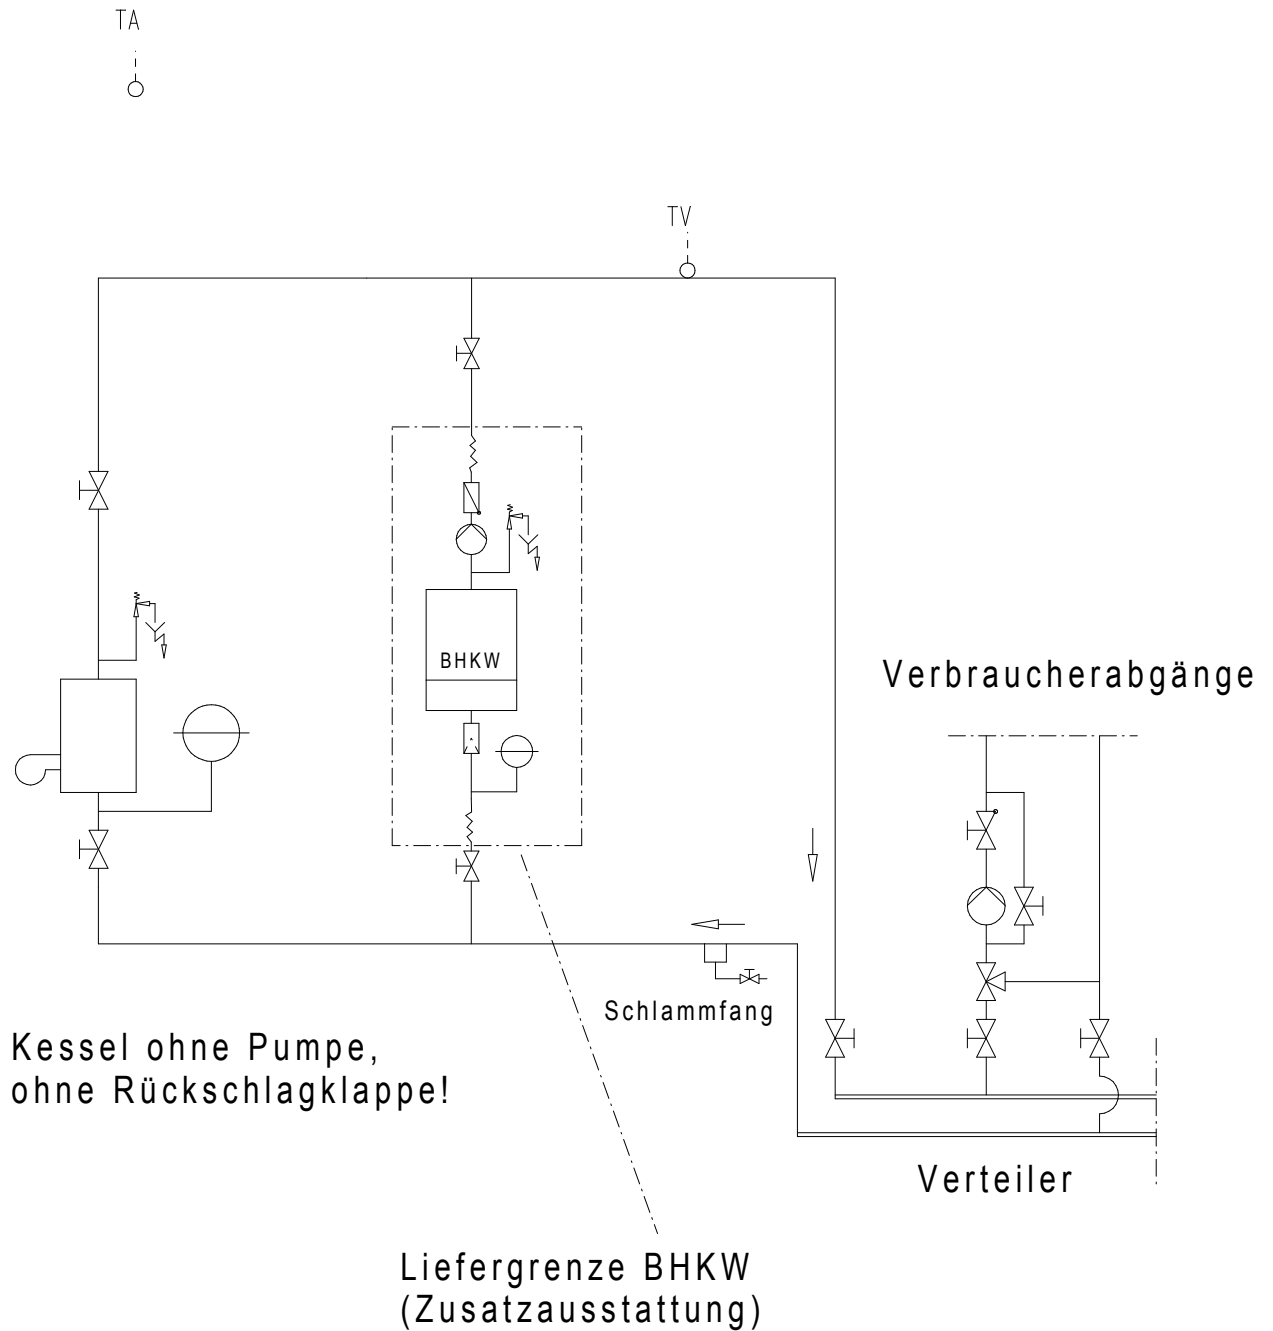 TA
TV
BHKW
Verbraucherabgänge
Schlammfang
Kessel ohne Pumpe,
ohne Rückschlagklappe!
Verteiler
Liefergrenze BHKW
(Zusatzausstattung)